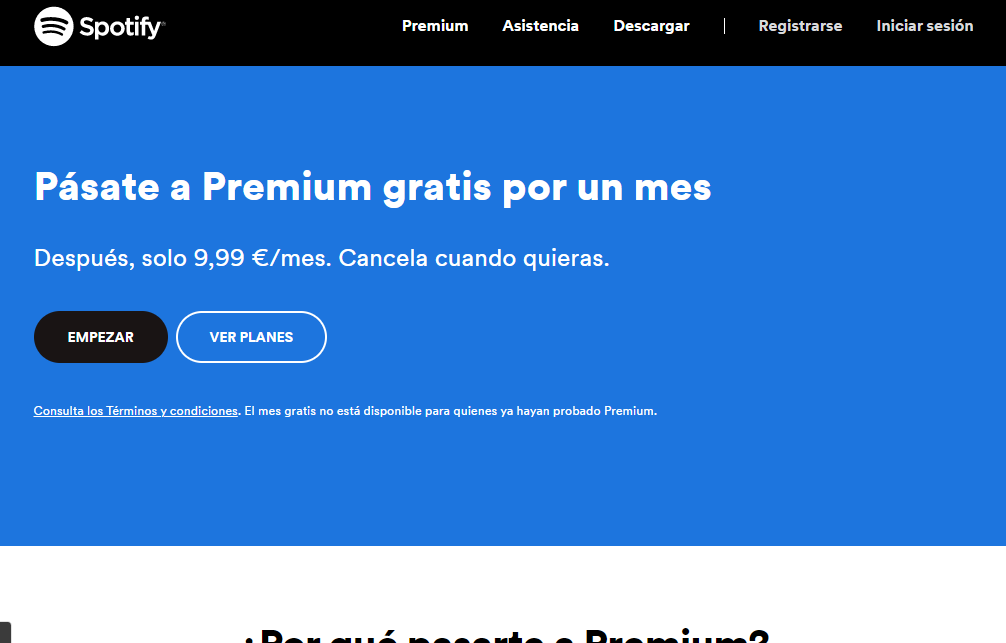 Spotify
Premium Asistencia Descargar | Registrarse Iniciar sesión
Pásate a Premium gratis por un mes
Después, solo 9,99 €/mes. Cancela cuando quieras.
EMPEZAR VER PLANES
Consulta los Términos y condiciones. El mes gratis no está disponible para quienes ya hayan probado Premium.
¿Por qué pasarte a Premium?